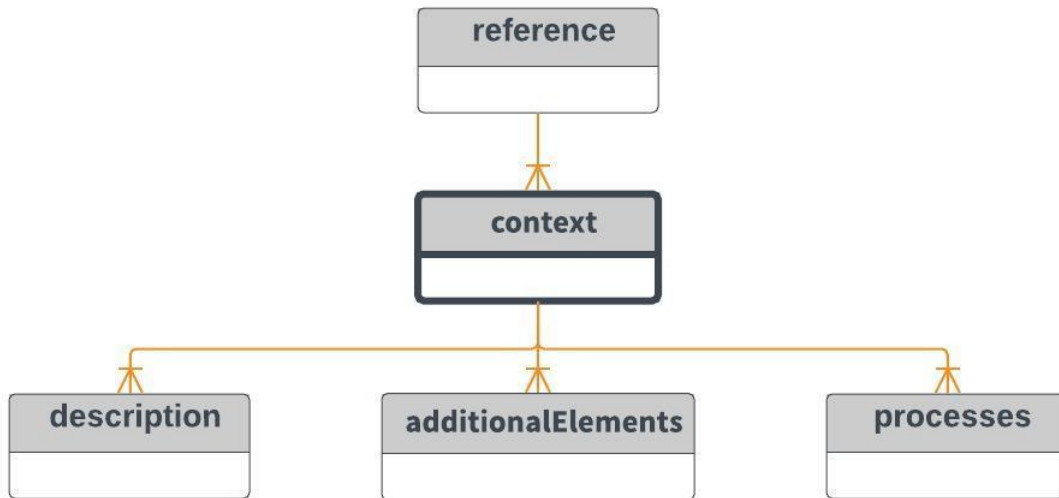 reference
context
description
additionalElements
processes